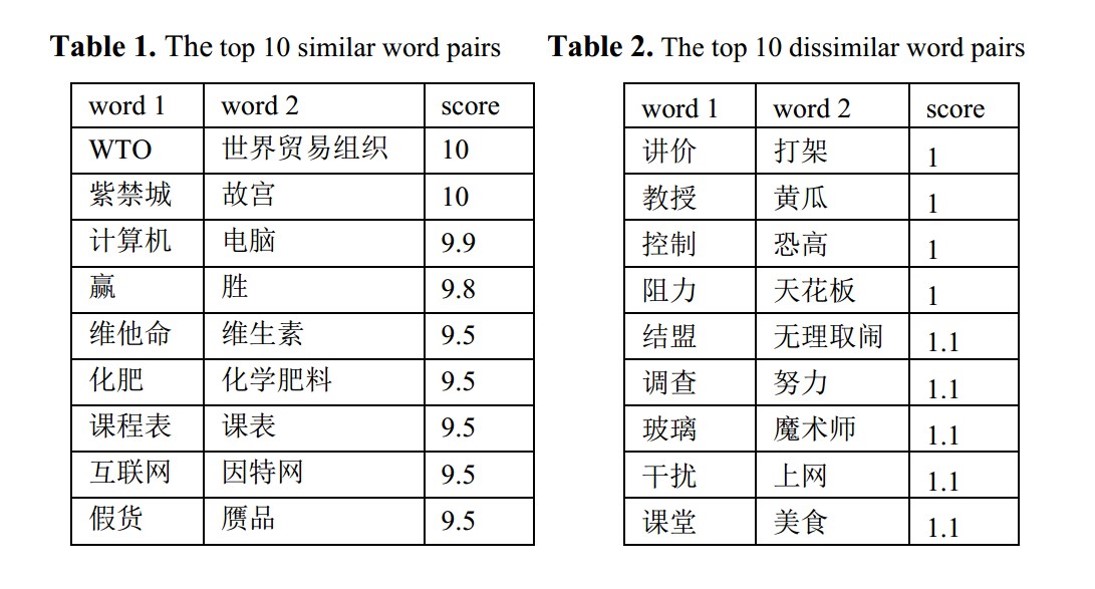 Table 1. The top 10 similar word pairs
word 1 word 2 score
WTO 世界贸易组织 10
紫禁城 故宫 10
计算机 电脑 9.9
赢 胜 9.8
维他命 维生素 9.5
化肥 化学肥料 9.5
课程表 课表 9.5
互联网 因特网 9.5
假货 赝品 9.5
Table 2. The top 10 dissimilar word pairs
word 1 word 2 score
讲价 打架 1
教授 黄瓜 1
控制 恐高 1
阻力 天花板 1
结盟 无理取闹 1.1
调查 努力 1.1
玻璃 魔术师 1.1
干扰 上网 1.1
课堂 美食 1.1